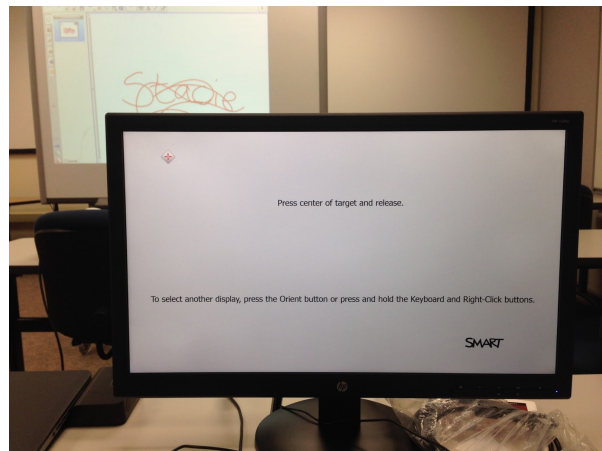 Stacie
Press center of target and release.
To select another display, press the Orient button or press and hold the Keyboard and Right-Click buttons.
SMART
hp